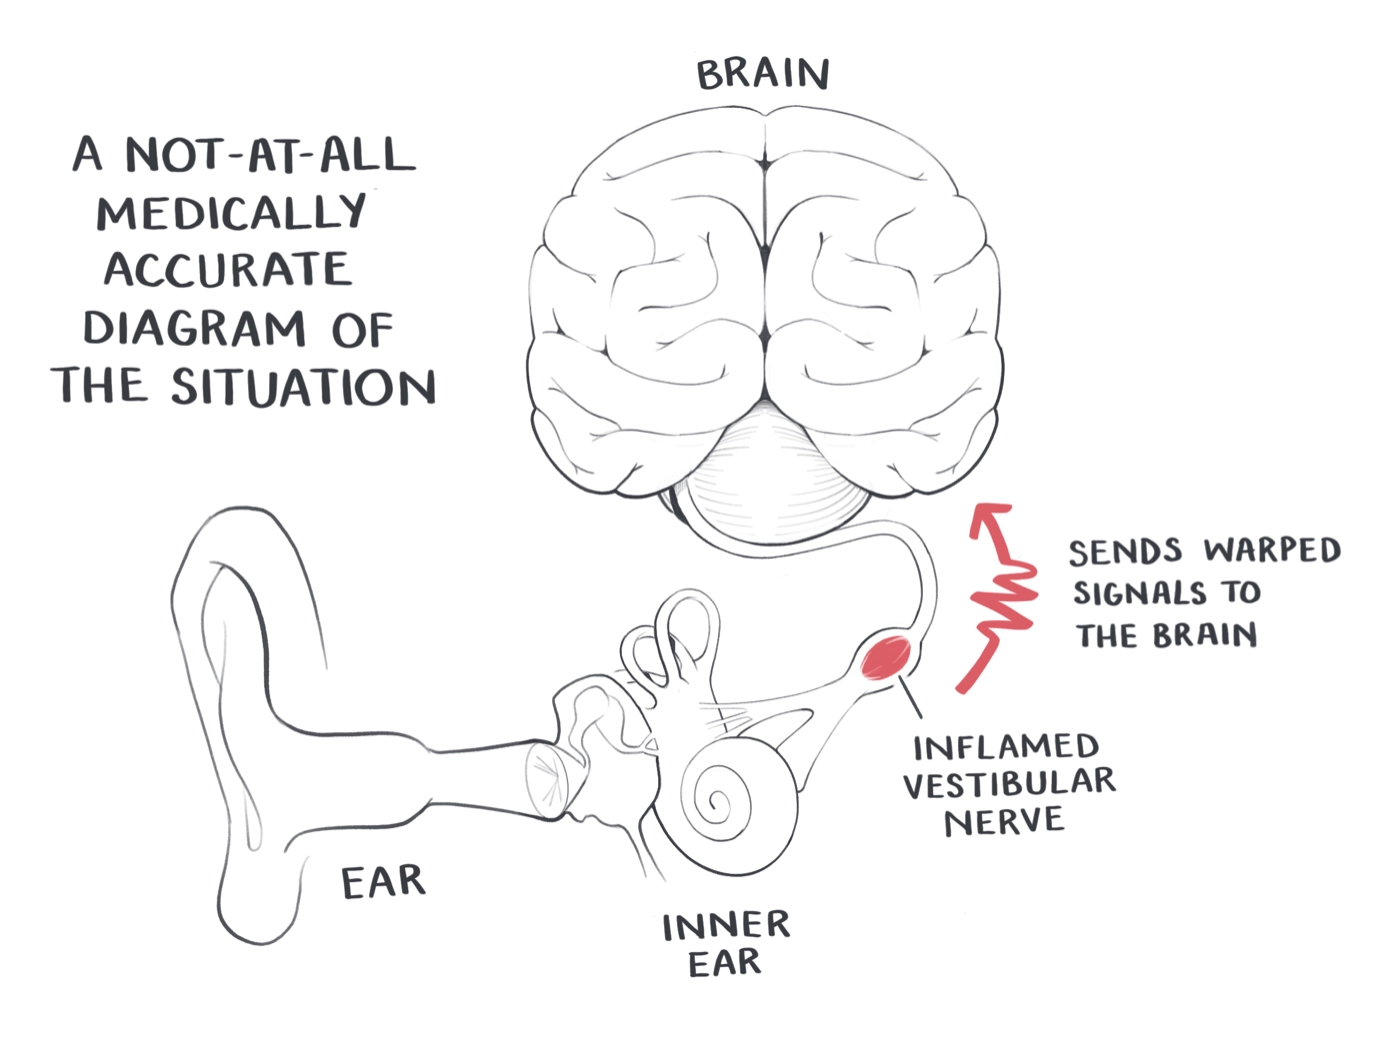 BRAIN
A NOT-AT-ALL
MEDICALLY
ACCURATE
DIAGRAM OF
THE SITUATION
SENDS WARPED
SIGNALS TO
THE BRAIN
INFLAMED
VESTIBULAR
NERVE
EAR
INNER
EAR